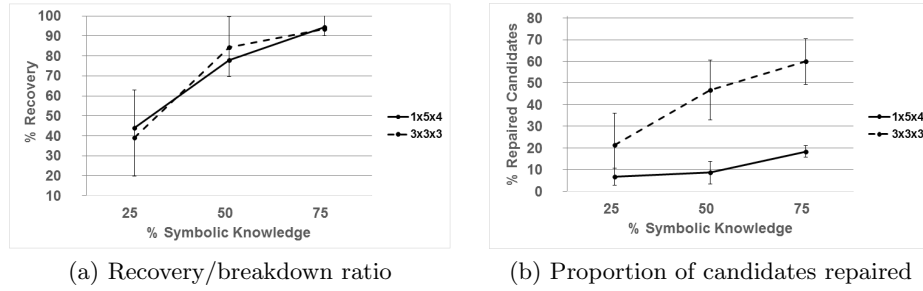 100
90
80
70
60
50
40
30
20
10
% Recovery
25 50 75
% Symbolic Knowledge
1x5x4
3x3x3
(a) Recovery/breakdown ratio
80
70
60
50
40
30
20
10
0
% Repaired Candidates
25 50 75
% Symbolic Knowledge
1x5x4
3x3x3
(b) Proportion of candidates repaired